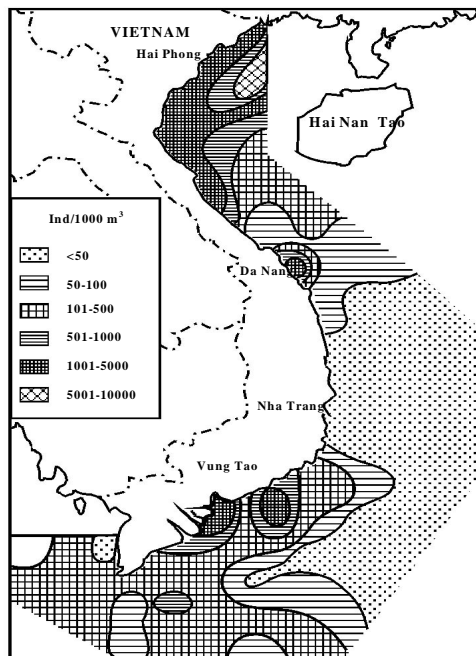 VIETNAM
Hai Phong
Hai Nan Tao
Ind/1000 m³
<50
50-100
101-500
501-1000
1001-5000
5001-10000
Da Nang
Nha Trang
Vung Tao